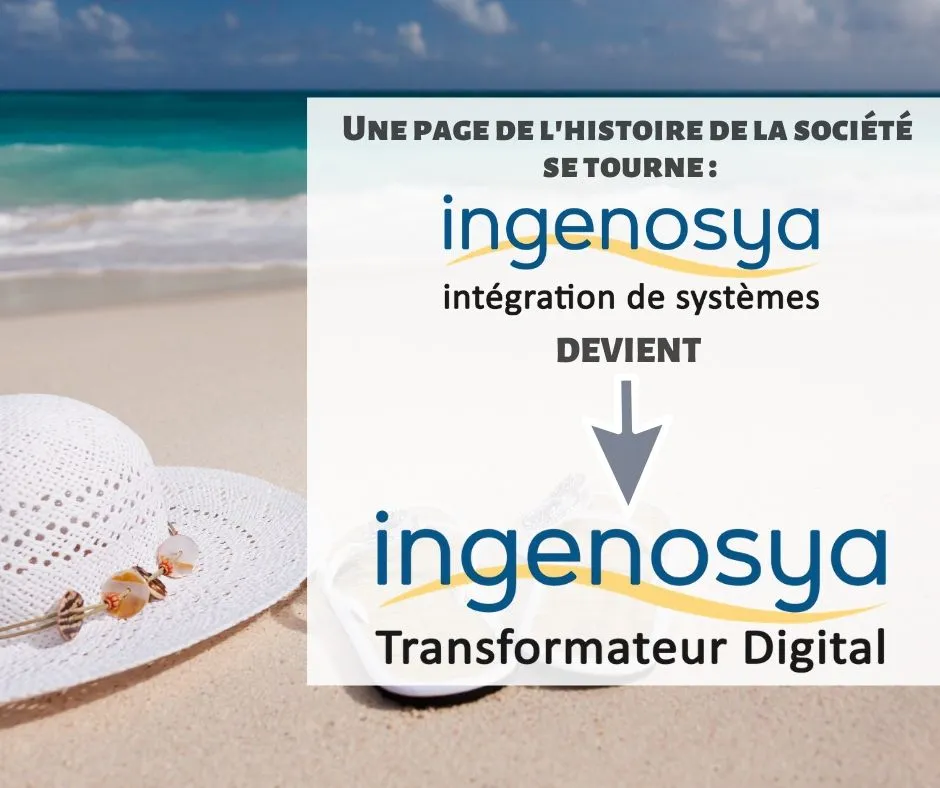 Une page de l'histoire de la société
se tourne :
ingenosya
intégration de systèmes
DEVIENT
ingenosya
Transformateur Digital